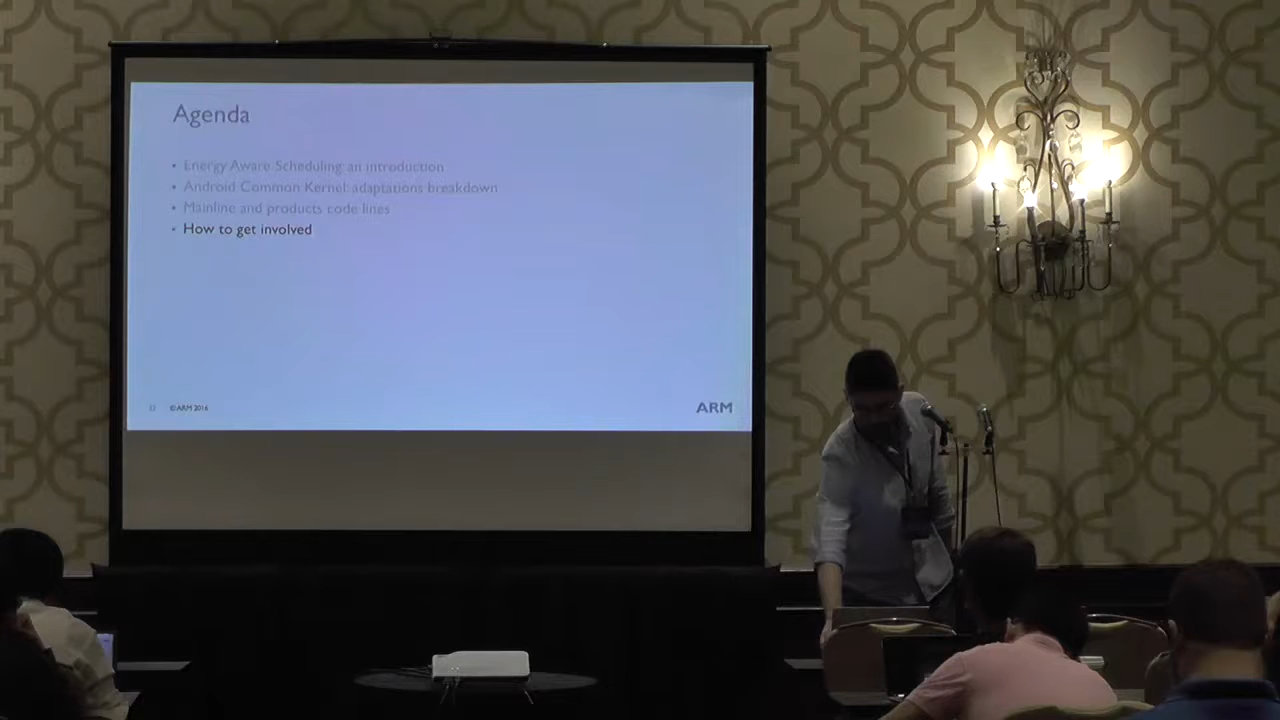 Agenda
• Energy Aware Scheduling: an introduction
• Android Common Kernel: adaptations breakdown
• Mainline and products code lines
• How to get involved
©ARM 2016
ARM